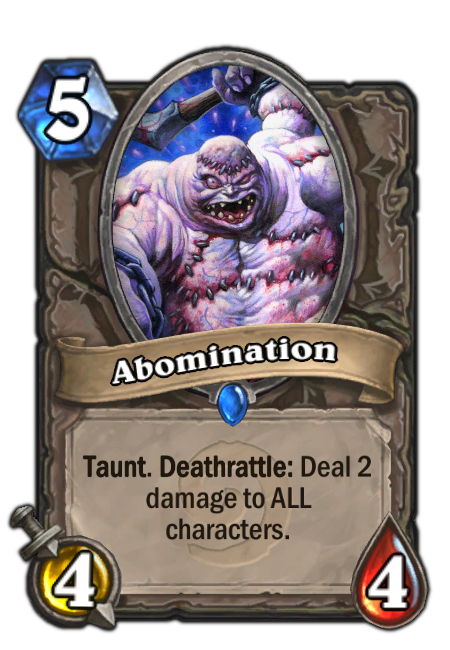 5
Abomination
Taunt. Deathrattle: Deal 2
damage to ALL
characters.
4
4